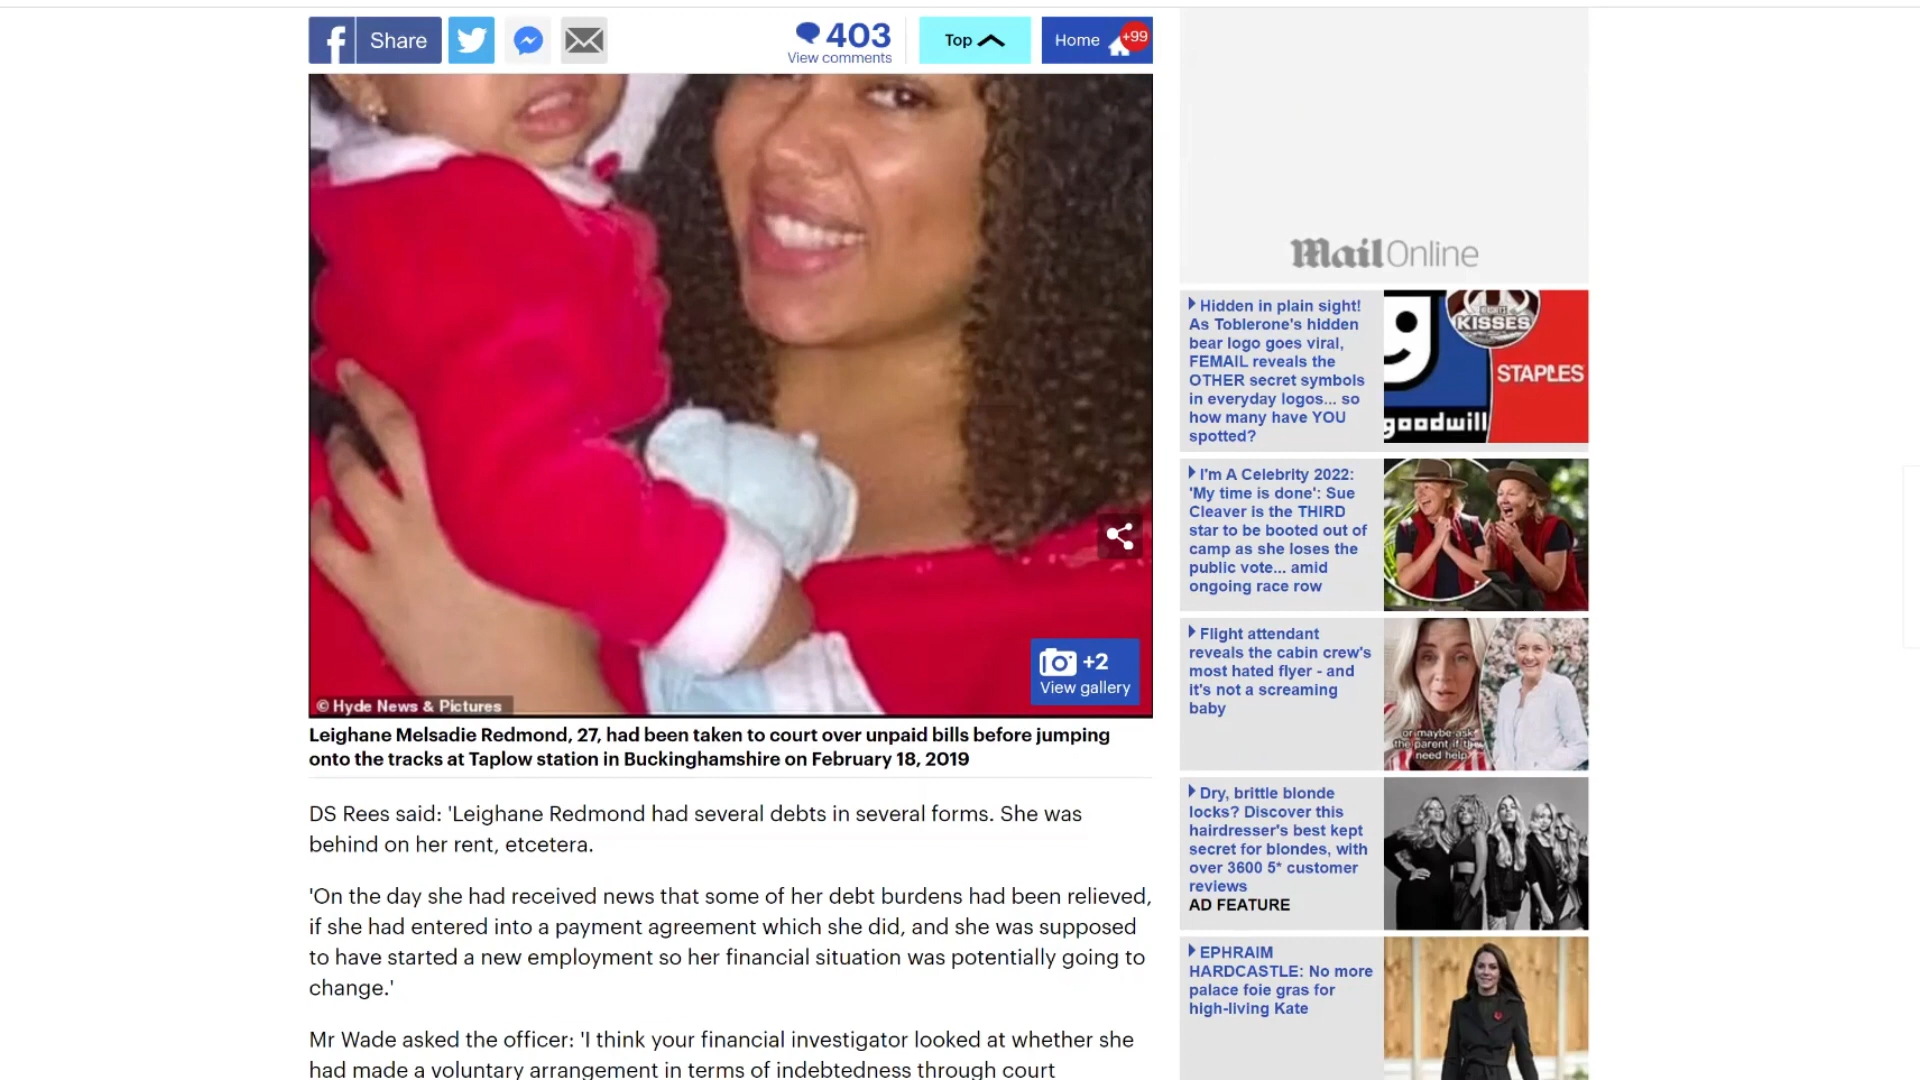 Share
403
View comments
Top
Home
+99
+2
View gallery
© Hyde News & Pictures
Leighane Melsadie Redmond, 27, had been taken to court over unpaid bills before jumping
onto the tracks at Taplow station in Buckinghamshire on February 18, 2019
DS Rees said: 'Leighane Redmond had several debts in several forms. She was
behind on her rent, etcetera.
'On the day she had received news that some of her debt burdens had been relieved,
if she had entered into a payment agreement which she did, and she was supposed
to have started a new employment so her financial situation was potentially going to
change.'
Mr Wade asked the officer: 'I think your financial investigator looked at whether she
had made a voluntary arrangement in terms of indebtedness through court
Mail Online
Hidden in plain sight!
As Toblerone's hidden
bear logo goes viral,
FEMAIL reveals the
OTHER secret symbols
in everyday logos... so
how many have YOU
spotted?
KISSES
STAPLES
goodwill
I'm A Celebrity 2022:
'My time is done': Sue
Cleaver is the THIRD
star to be booted out of
camp as she loses the
public vote... amid
ongoing race row
Flight attendant
reveals the cabin crew's
most hated flyer - and
it's not a screaming
baby
or maybe ask
the parent if they
need help
Dry, brittle blonde
locks? Discover this
hairdresser's best kept
secret for blondes, with
over 3600 5* customer
reviews
AD FEATURE
EPHRAIM
HARDCASTLE: No more
palace foie gras for
high-living Kate